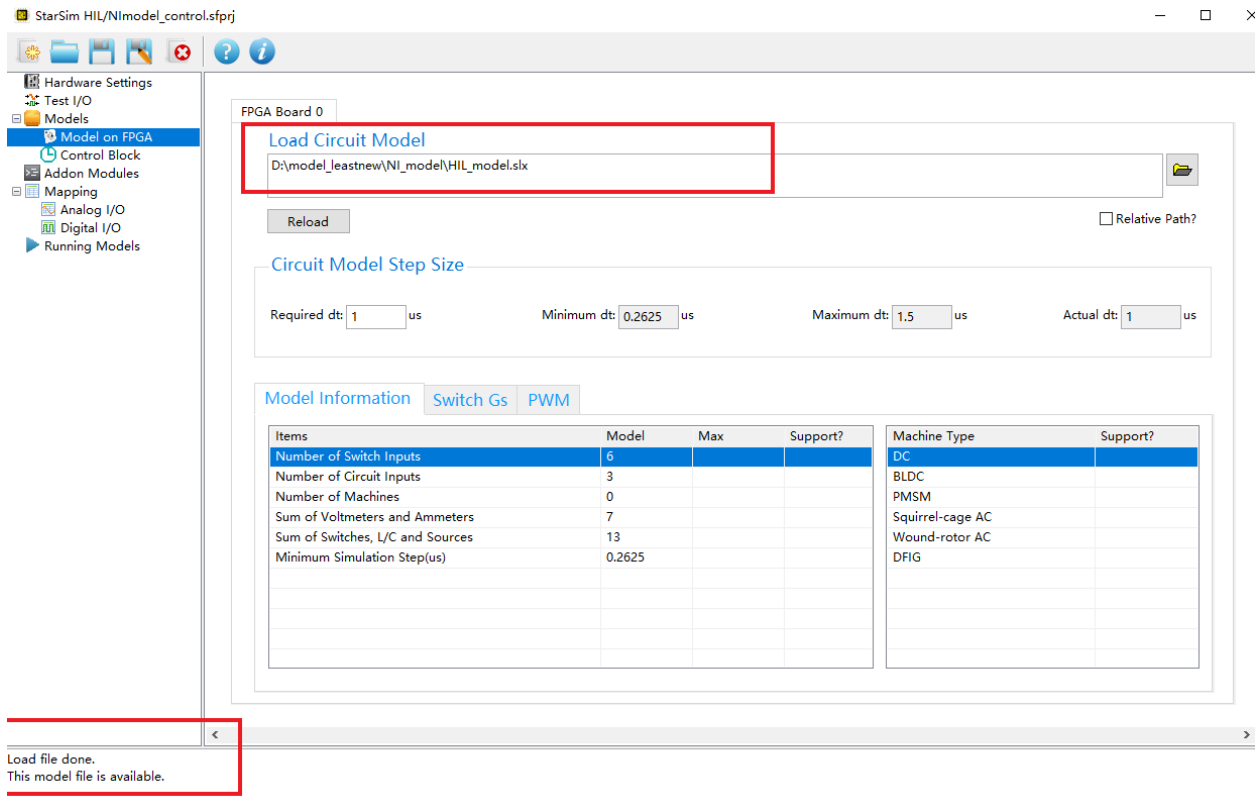 StarSim HIL/NImodel_control.sfprj
Hardware Settings
Test I/O
Models
Model on FPGA
Control Block
Addon Modules
Mapping
Analog I/O
Digital I/O
Running Models
FPGA Board 0
Load Circuit Model
D:\model_leastnew\NI_model\HIL_model.slx
Reload
Relative Path?
Circuit Model Step Size
Required dt: 1 us Minimum dt: 0.2625 us Maximum dt: 1.5 us Actual dt: 1 us
Model Information Switch Gs PWM
Items Model Max Support? Machine Type Support?
Number of Switch Inputs 6 DC
Number of Circuit Inputs 3 BLDC
Number of Machines 0 PMSM
Sum of Voltmeters and Ammeters 7 Squirrel-cage AC
Sum of Switches, L/C and Sources 13 Wound-rotor AC
Minimum Simulation Step(us) 0.2625 DFIG
Load file done.
This model file is available.